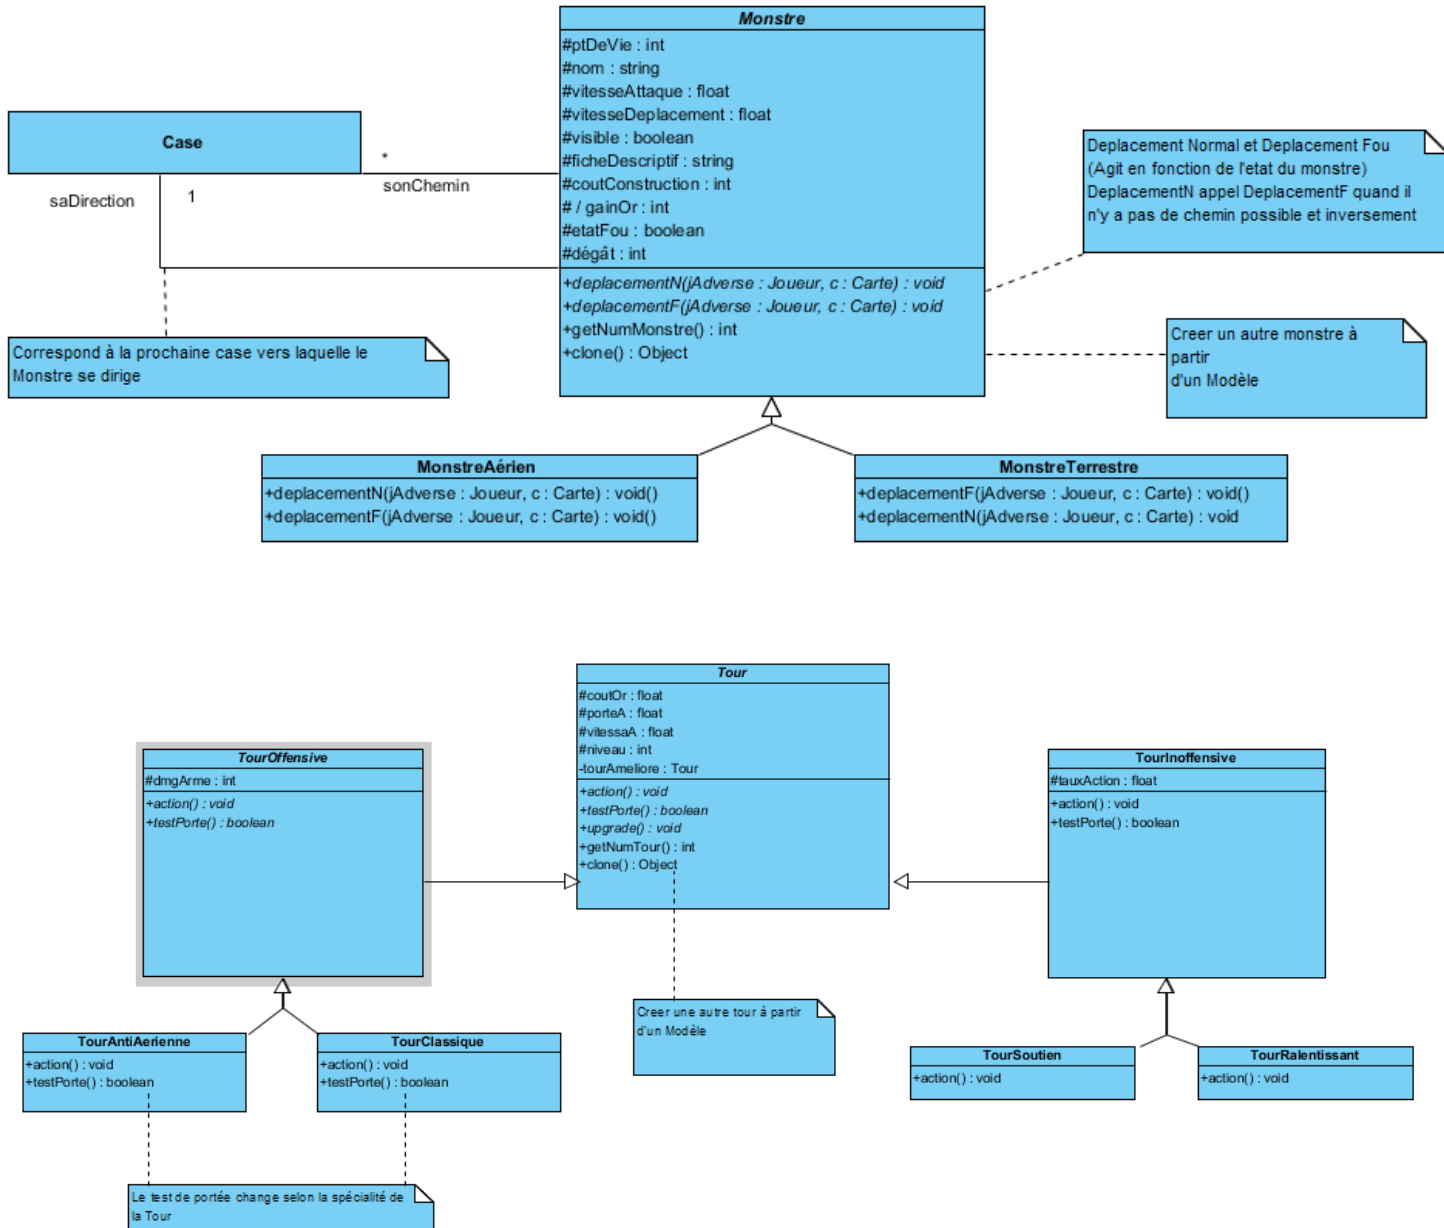 Monstre
#ptDeVie : int
#nom : string
#vitesseAttaque : float
#vitesseDeplacement : float
#visible : boolean
#ficheDescriptif : string
#coutConstruction : int
# / gainOr : int
#etatFou : boolean
#dégât : int
+deplacementN(jAdverse : Joueur, c : Carte) : void
+deplacementF(jAdverse : Joueur, c : Carte) : void
+getNumMonstre() : int
+clone() : Object
Case
*
sonChemin
saDirection
1
Deplacement Normal et Deplacement Fou
(Agit en fonction de l'etat du monstre)
DeplacementN appel DeplacementF quand il
n'y a pas de chemin possible et inversement
Correspond à la prochaine case vers laquelle le
Monstre se dirige
Creer un autre monstre à
partir
d'un Modèle
MonstreAérien
+deplacementN(jAdverse : Joueur, c : Carte) : void()
+deplacementF(jAdverse : Joueur, c : Carte) : void()
MonstreTerrestre
+deplacementF(jAdverse : Joueur, c : Carte) : void()
+deplacementN(jAdverse : Joueur, c : Carte) : void
Tour
#coutOr : float
#porteA : float
#vitessaA : float
#niveau : int
-tourAmeliore : Tour
+action() : void
+testPorte() : boolean
+upgrade() : void
+getNumTour() : int
+clone() : Object
TourOffensive
#dmgArme : int
+action() : void
+testPorte() : boolean
TourInoffensive
#tauxAction : float
+action() : void
+testPorte() : boolean
Creer une autre tour à partir
d'un Modèle
TourAntiAerienne
+action() : void
+testPorte() : boolean
TourClassique
+action() : void
+testPorte() : boolean
TourSoutien
+action() : void
TourRalentissant
+action() : void
Le test de portée change selon la spécialité de
la Tour